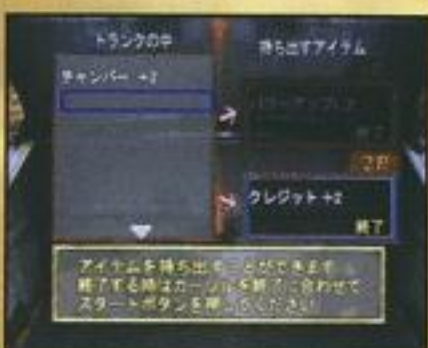 トランクの中
持ち出すアイテム
チャンバー +2
終了
2P
クレジット +2
終了
アイテムを持ち出すことができます
終了する時はカーソルを終了に合わせて
スタートボタンを押してください